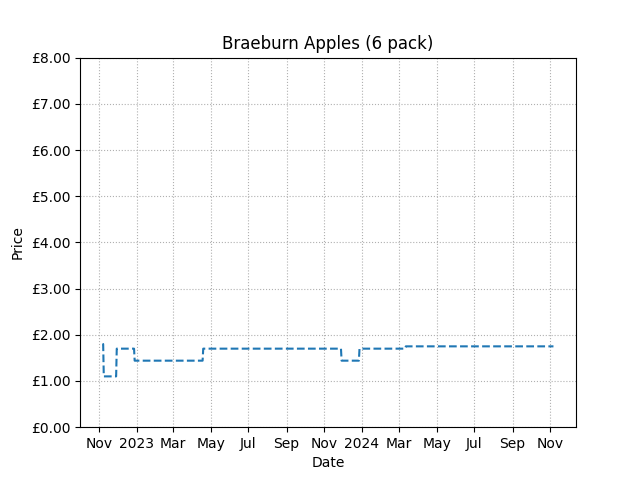 Braeburn Apples (6 pack)
£8.00
£7.00
£6.00
£5.00
£4.00
£3.00
£2.00
£1.00
£0.00
Price
Nov 2023 Mar May Jul Sep Nov 2024 Mar May Jul Sep Nov
Date